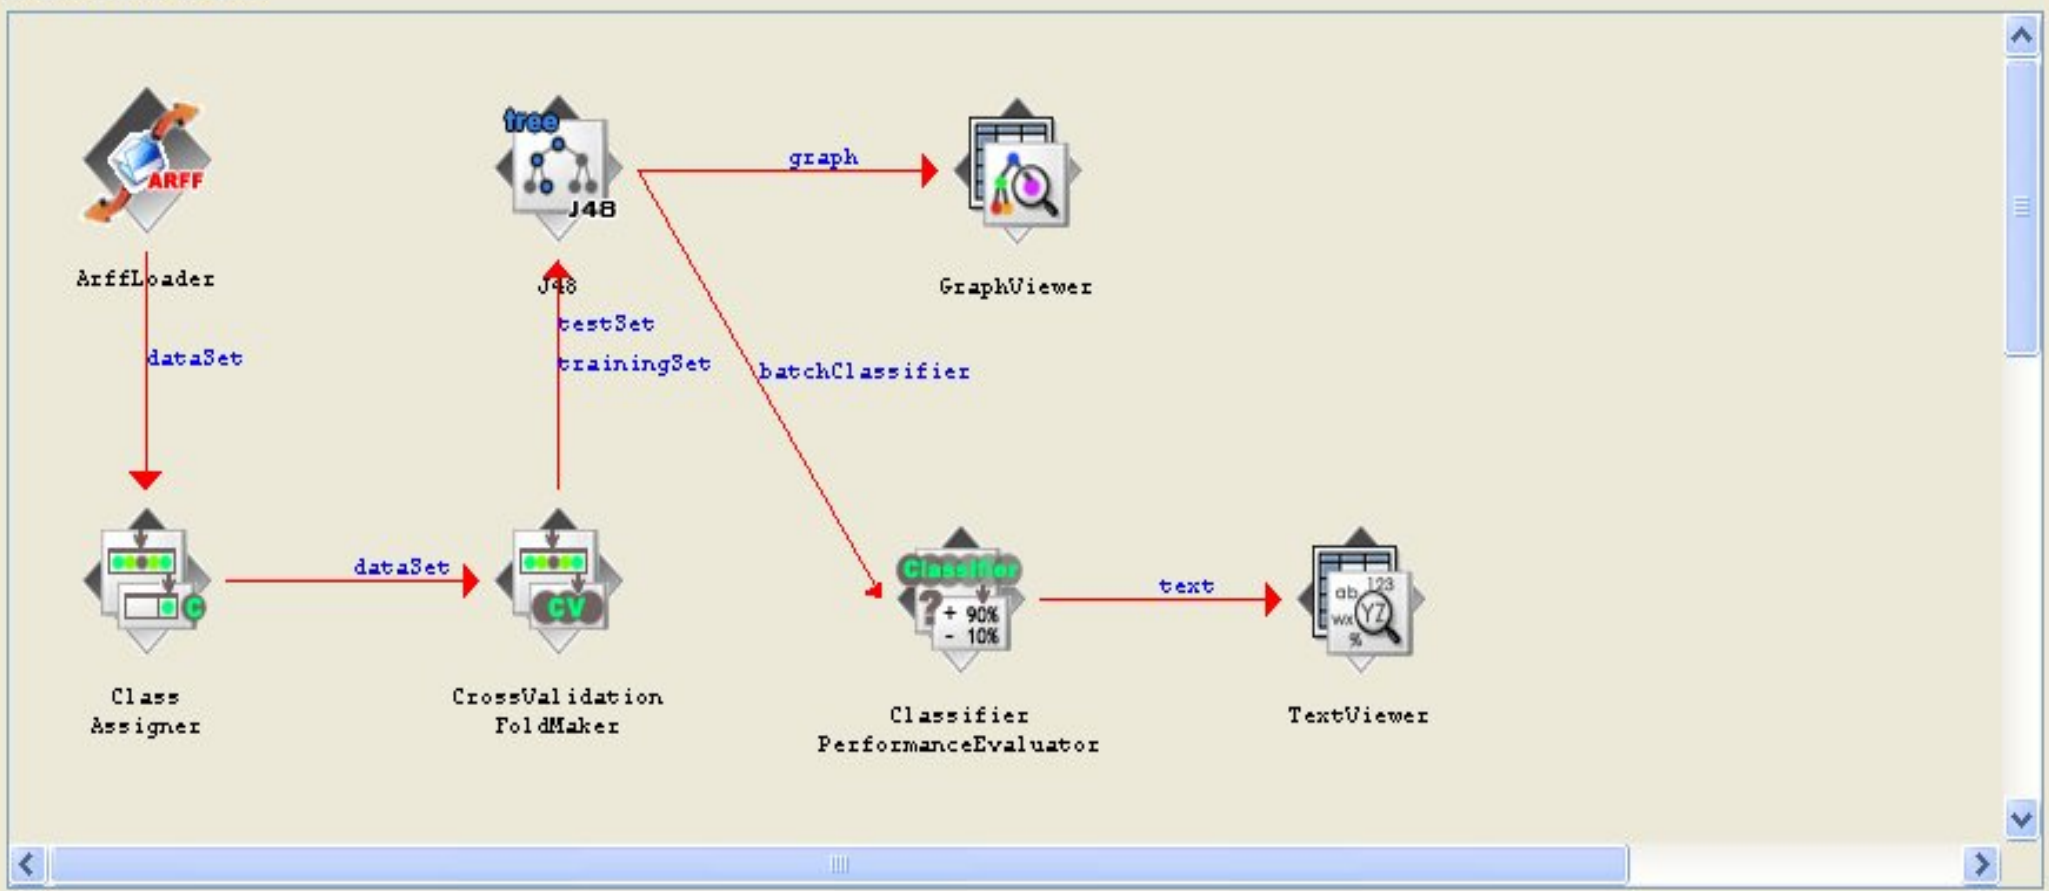 tree
ARFF
J48
graph
ArffLoader
J48
GraphViewer
testSet
dataSet
trainingSet
batchClassifier
dataSet
C
CV
Classifier
?
+ 90%
- 10%
text
ab 123
wx YZ
%
Class
Assigner
CrossValidation
FoldMaker
Classifier
PerformanceEvaluator
TextViewer